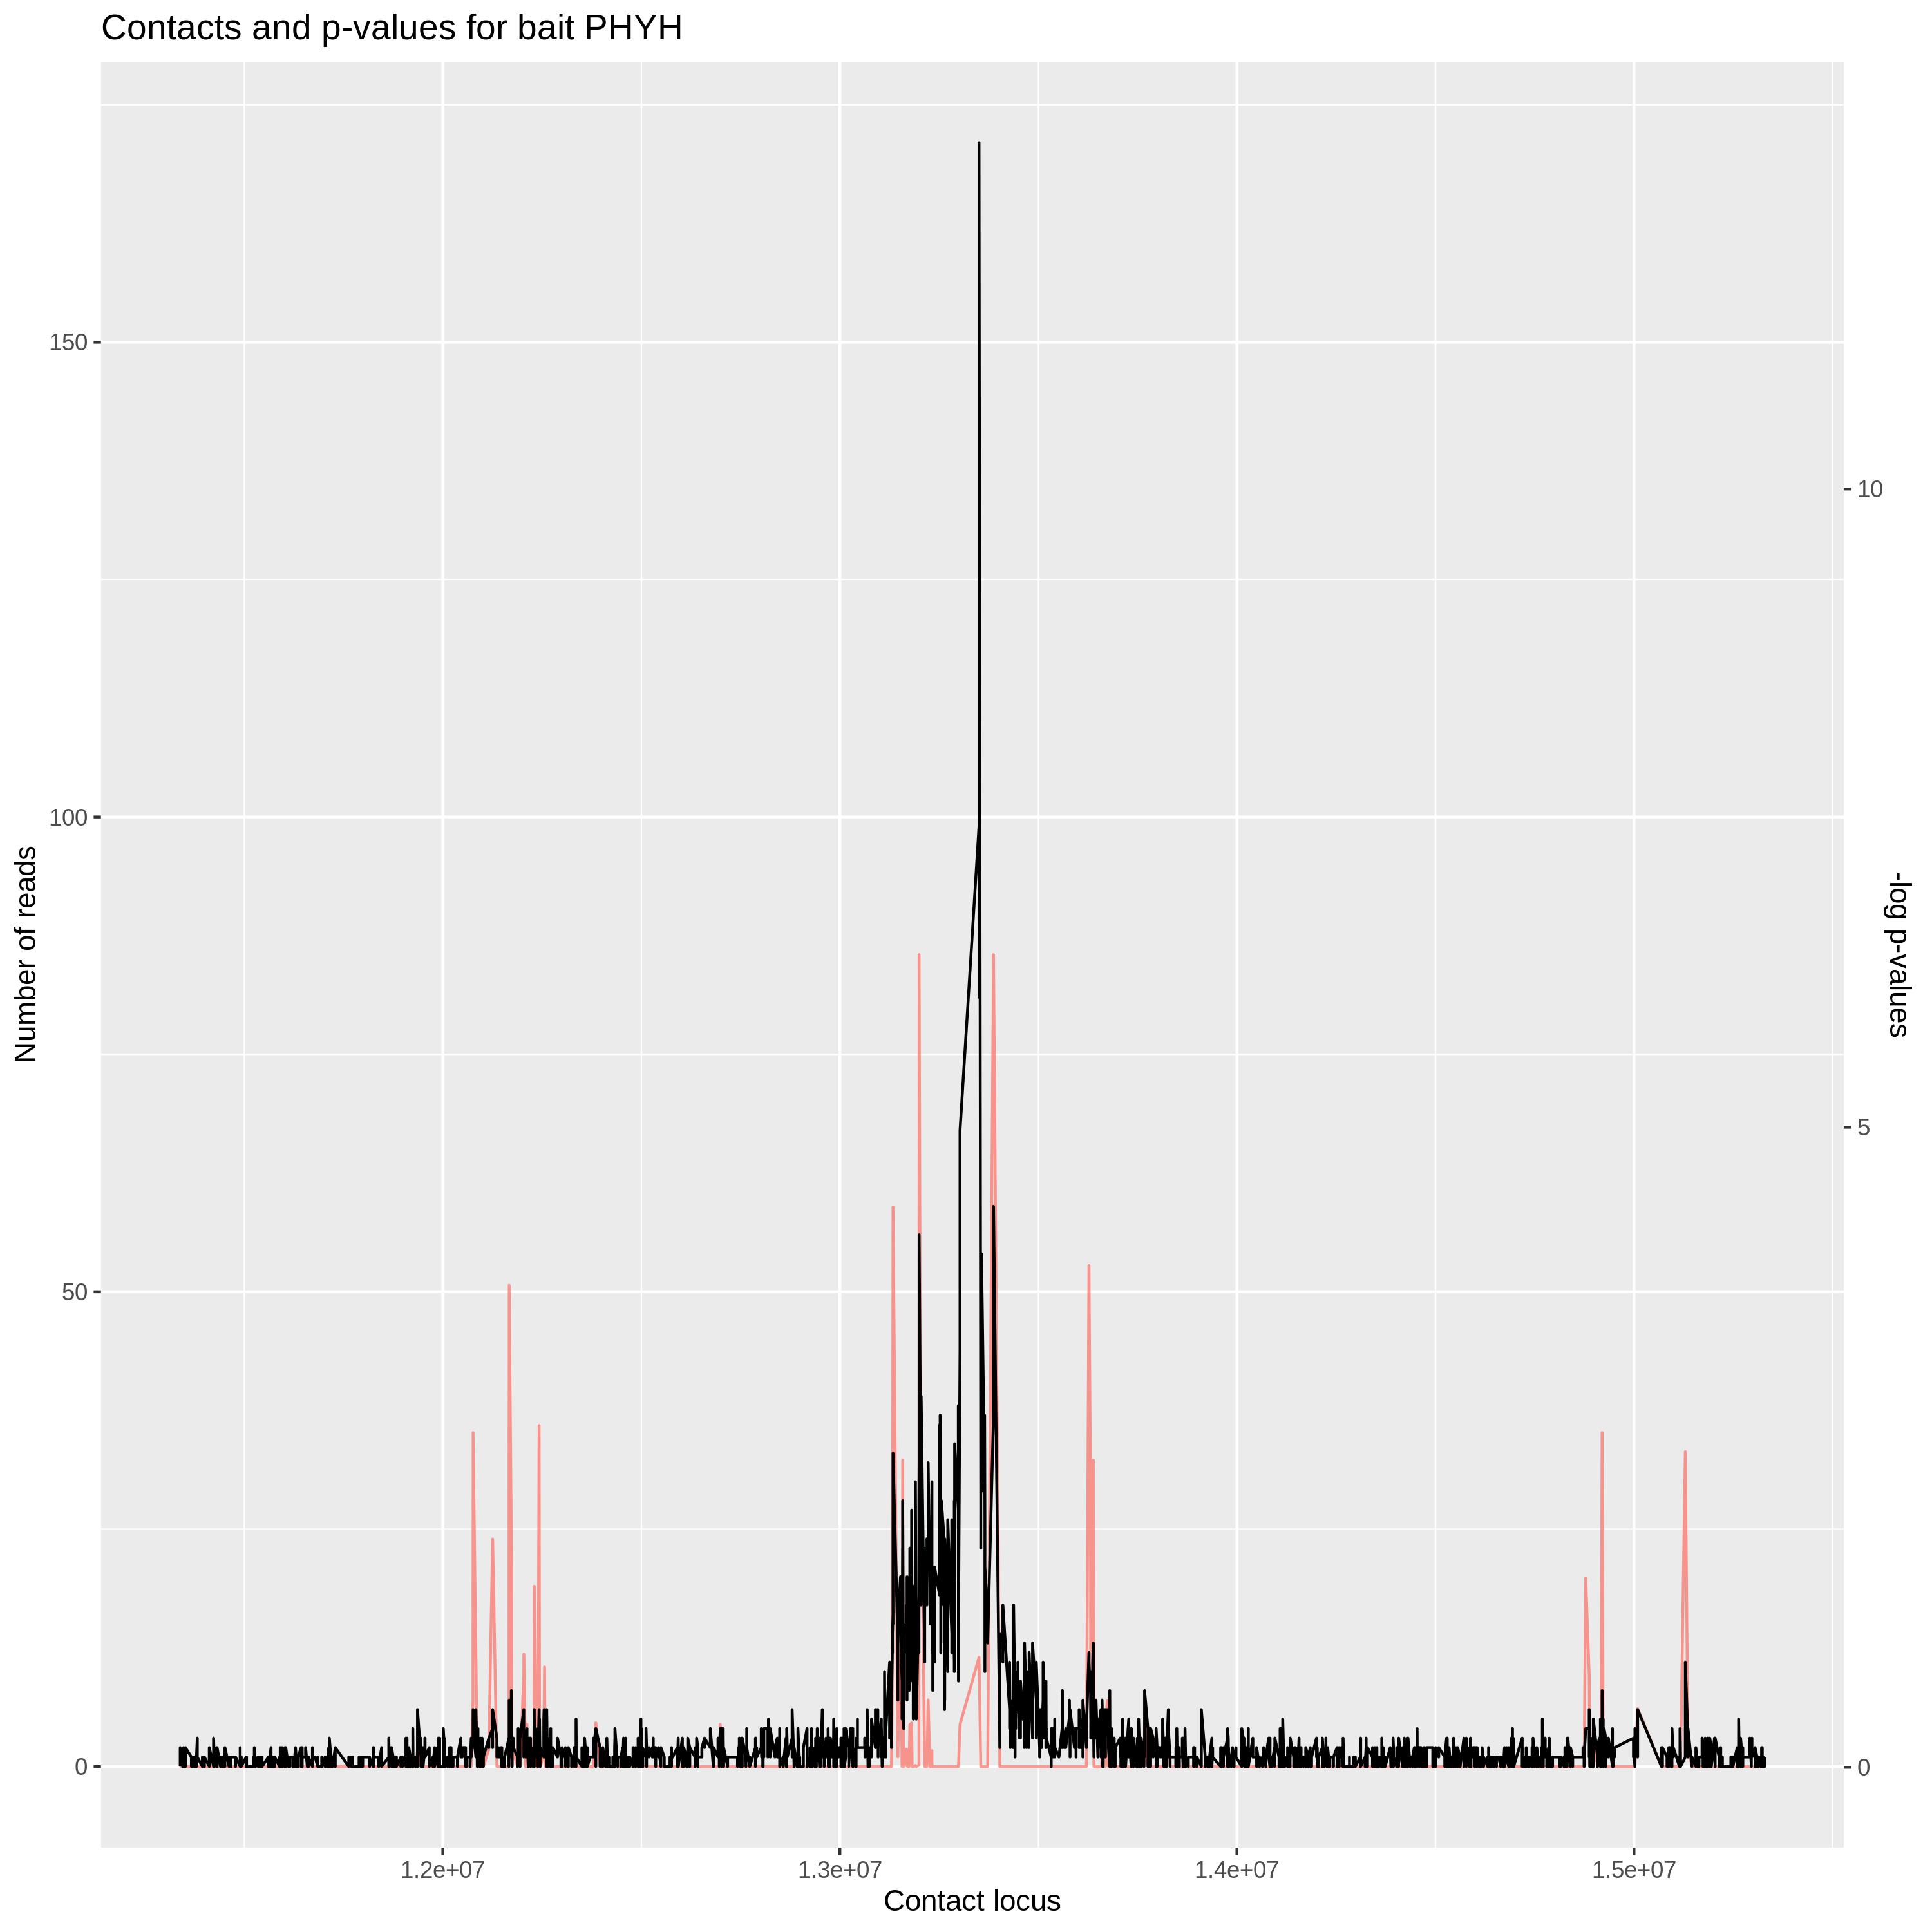 Contacts and p-values for bait PHYH
Number of reads
150
100
50
0
10
5
0
-log p-values
1.2e+07 1.3e+07 1.4e+07 1.5e+07
Contact locus